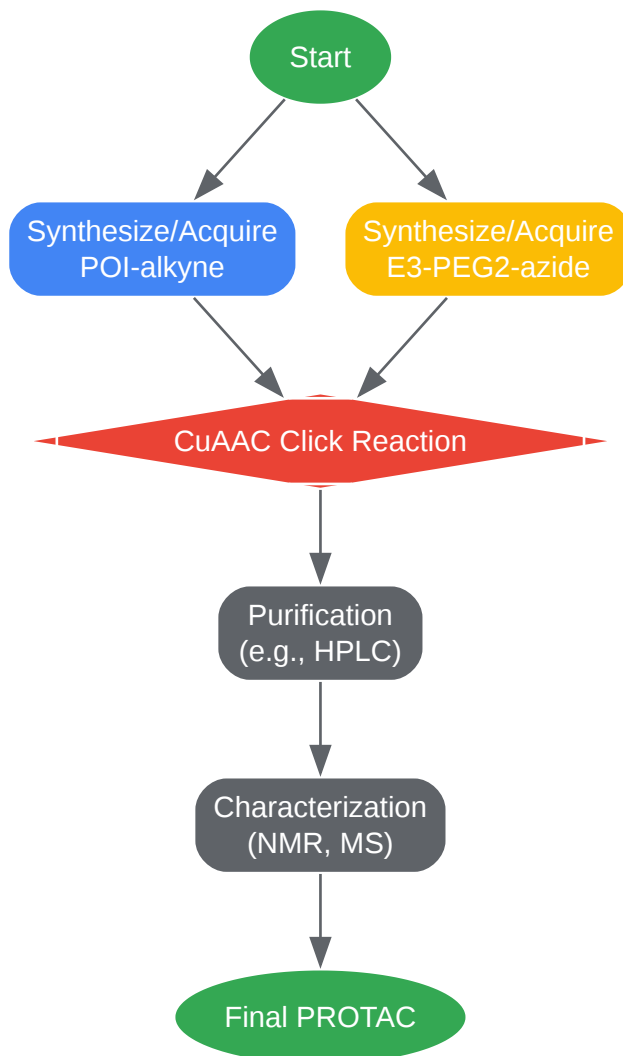 Start
Synthesize/Acquire
POI-alkyne
Synthesize/Acquire
E3-PEG2-azide
CuAAC Click Reaction
Purification
(e.g., HPLC)
Characterization
(NMR, MS)
Final PROTAC